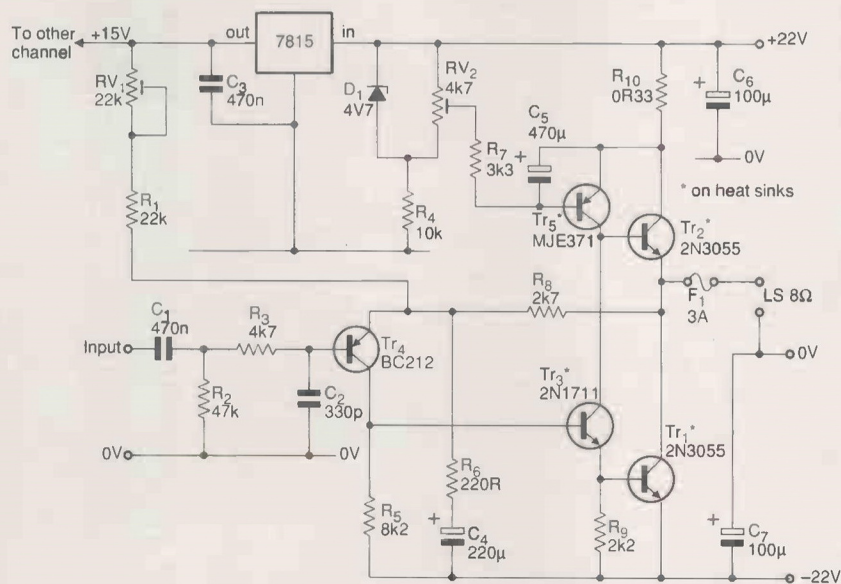 To other channel
+15V
out
7815
in
+22V
RV1
22k
C3
470n
D1
4V7
RV2
4k7
R10
0R33
C6
100µ
+
0V
C5
470µ
+
R7
3k3
* on heat sinks
R1
22k
R4
10k
Tr5*
MJE371
Tr2*
2N3055
R8
2k7
F1
3A
LS 8Ω
C1
470n
R3
4k7
Input
Tr4
BC212
0V
R2
47k
C2
330p
Tr3*
2N1711
0V
0V
Tr1*
2N3055
R6
220R
R5
8k2
+
C4
220µ
R9
2k2
+
C7
100µ
−22V